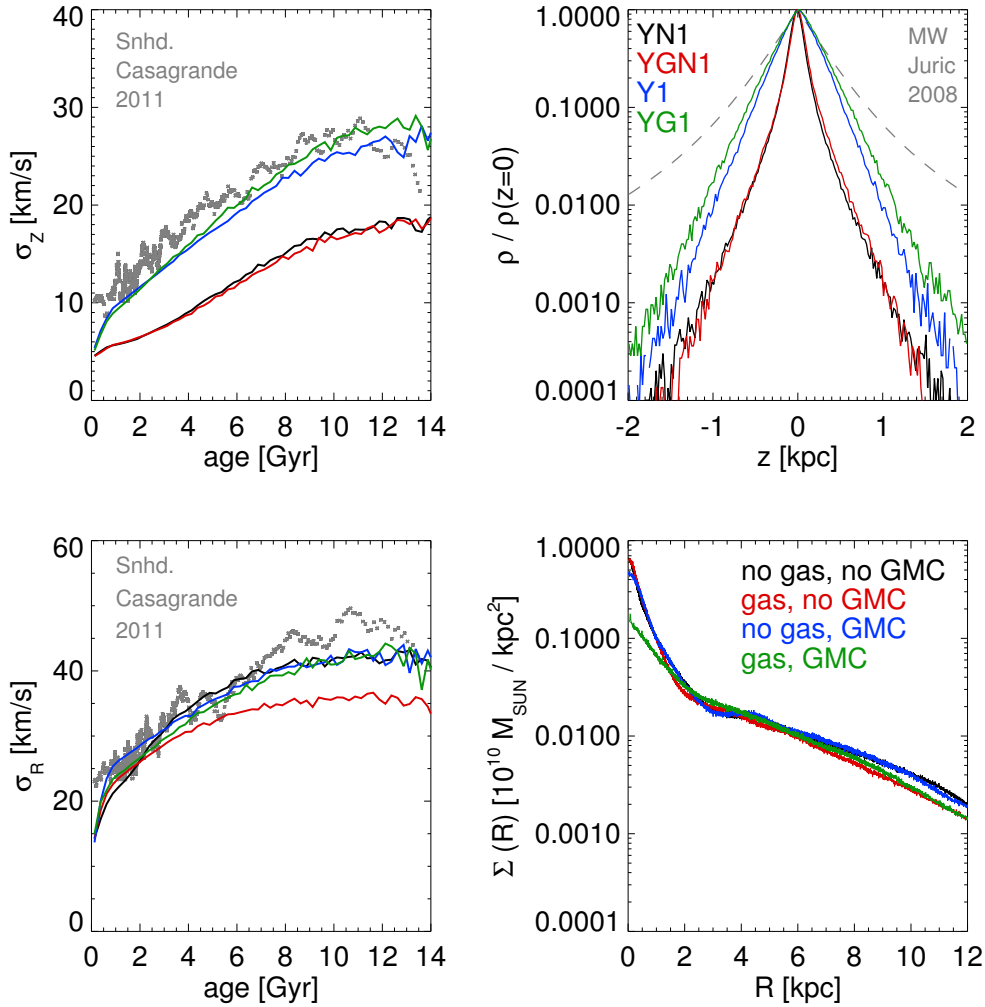 40
30
20
10
0
σZ [km/s]
Snhd.
Casagrande
2011
0 2 4 6 8 10 12 14
age [Gyr]
1.0000
0.1000
0.0100
0.0010
0.0001
ρ / ρ(z=0)
YN1
YGN1
Y1
YG1
MW
Juric
2008
-2 -1 0 1 2
z [kpc]
60
40
20
0
σR [km/s]
Snhd.
Casagrande
2011
0 2 4 6 8 10 12 14
age [Gyr]
1.0000
0.1000
0.0100
0.0010
0.0001
Σ (R) [10^10 M_SUN / kpc^2]
no gas, no GMC
gas, no GMC
no gas, GMC
gas, GMC
0 2 4 6 8 10 12
R [kpc]